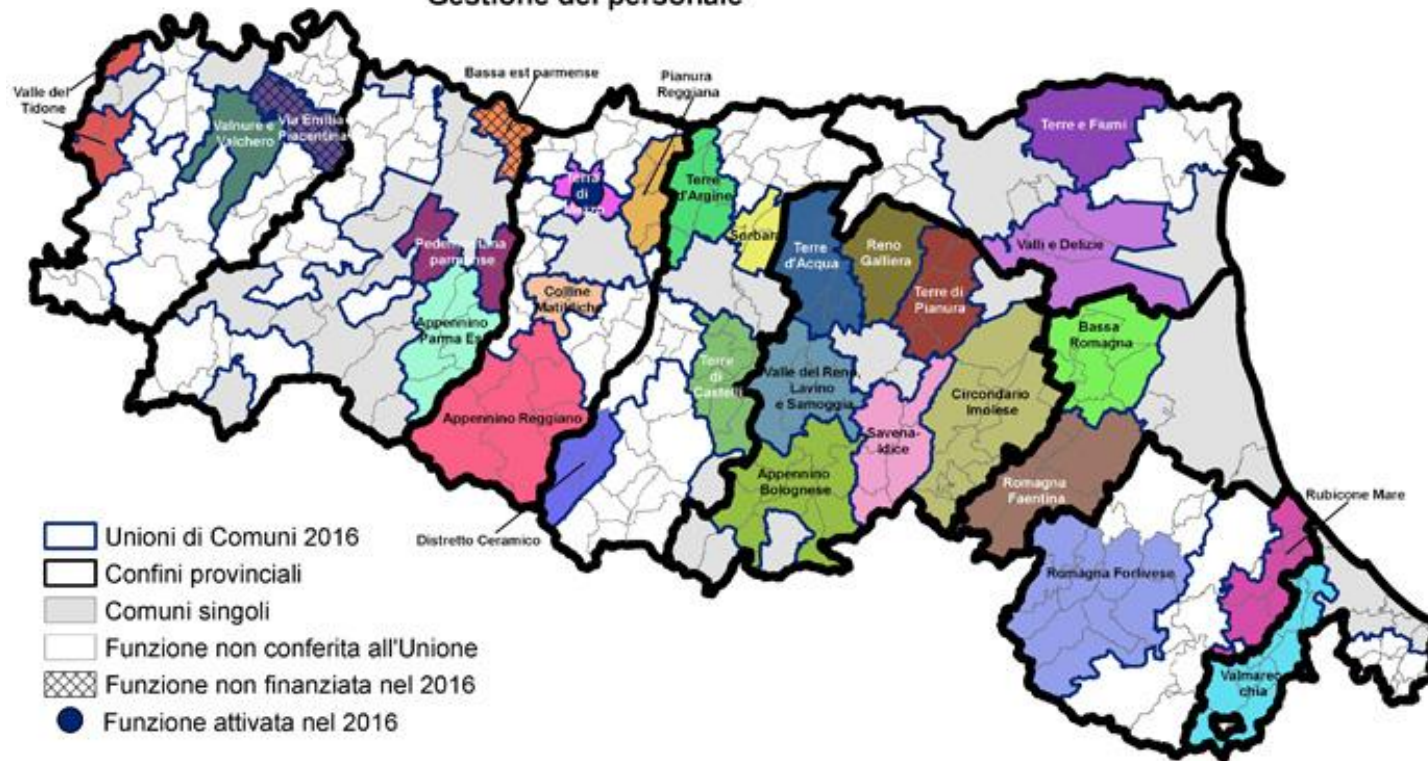 Gestione del personale
Bassa est parmense
Pianura
Reggiana
Valle del
Tidone
Valnure e
Valchero
Via Emilia
Piacentina
Terre e Fiumi
Terra
di
Terre
d'Argine
Sorbara
Terre
d'Acqua
Reno
Galliera
Valli e Delizie
Pedemontana
parmense
Terre di
Pianura
Colline
Matildiche
Appennino
Parma Est
Bassa
Romagna
Terre
di
Castelli
Valle del Reno,
Lavino
e Samoggia
Circondario
Imolese
Appennino Reggiano
Savena-
Idice
Appennino
Bolognese
Romagna
Faentina
Rubicone Mare
Distretto Ceramico
Romagna Forlivese
Valmarec
chia
Unioni di Comuni 2016
Confini provinciali
Comuni singoli
Funzione non conferita all'Unione
Funzione non finanziata nel 2016
Funzione attivata nel 2016